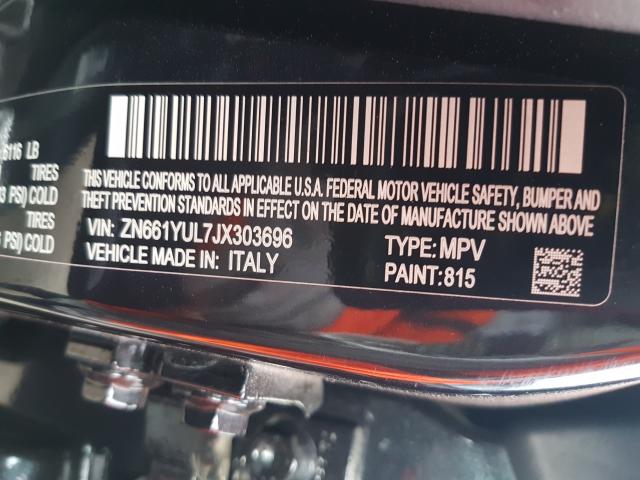 6116 LB
TIRES
PSI) COLD
TIRES
PSI) COLD
THIS VEHICLE CONFORMS TO ALL APPLICABLE U.S.A. FEDERAL MOTOR VEHICLE SAFETY, BUMPER AND
THEFT PREVENTION STANDARDS IN EFFECT ON THE DATE OF MANUFACTURE SHOWN ABOVE
VIN: ZN661YUL7JX303696 TYPE: MPV
VEHICLE MADE IN: ITALY PAINT:815